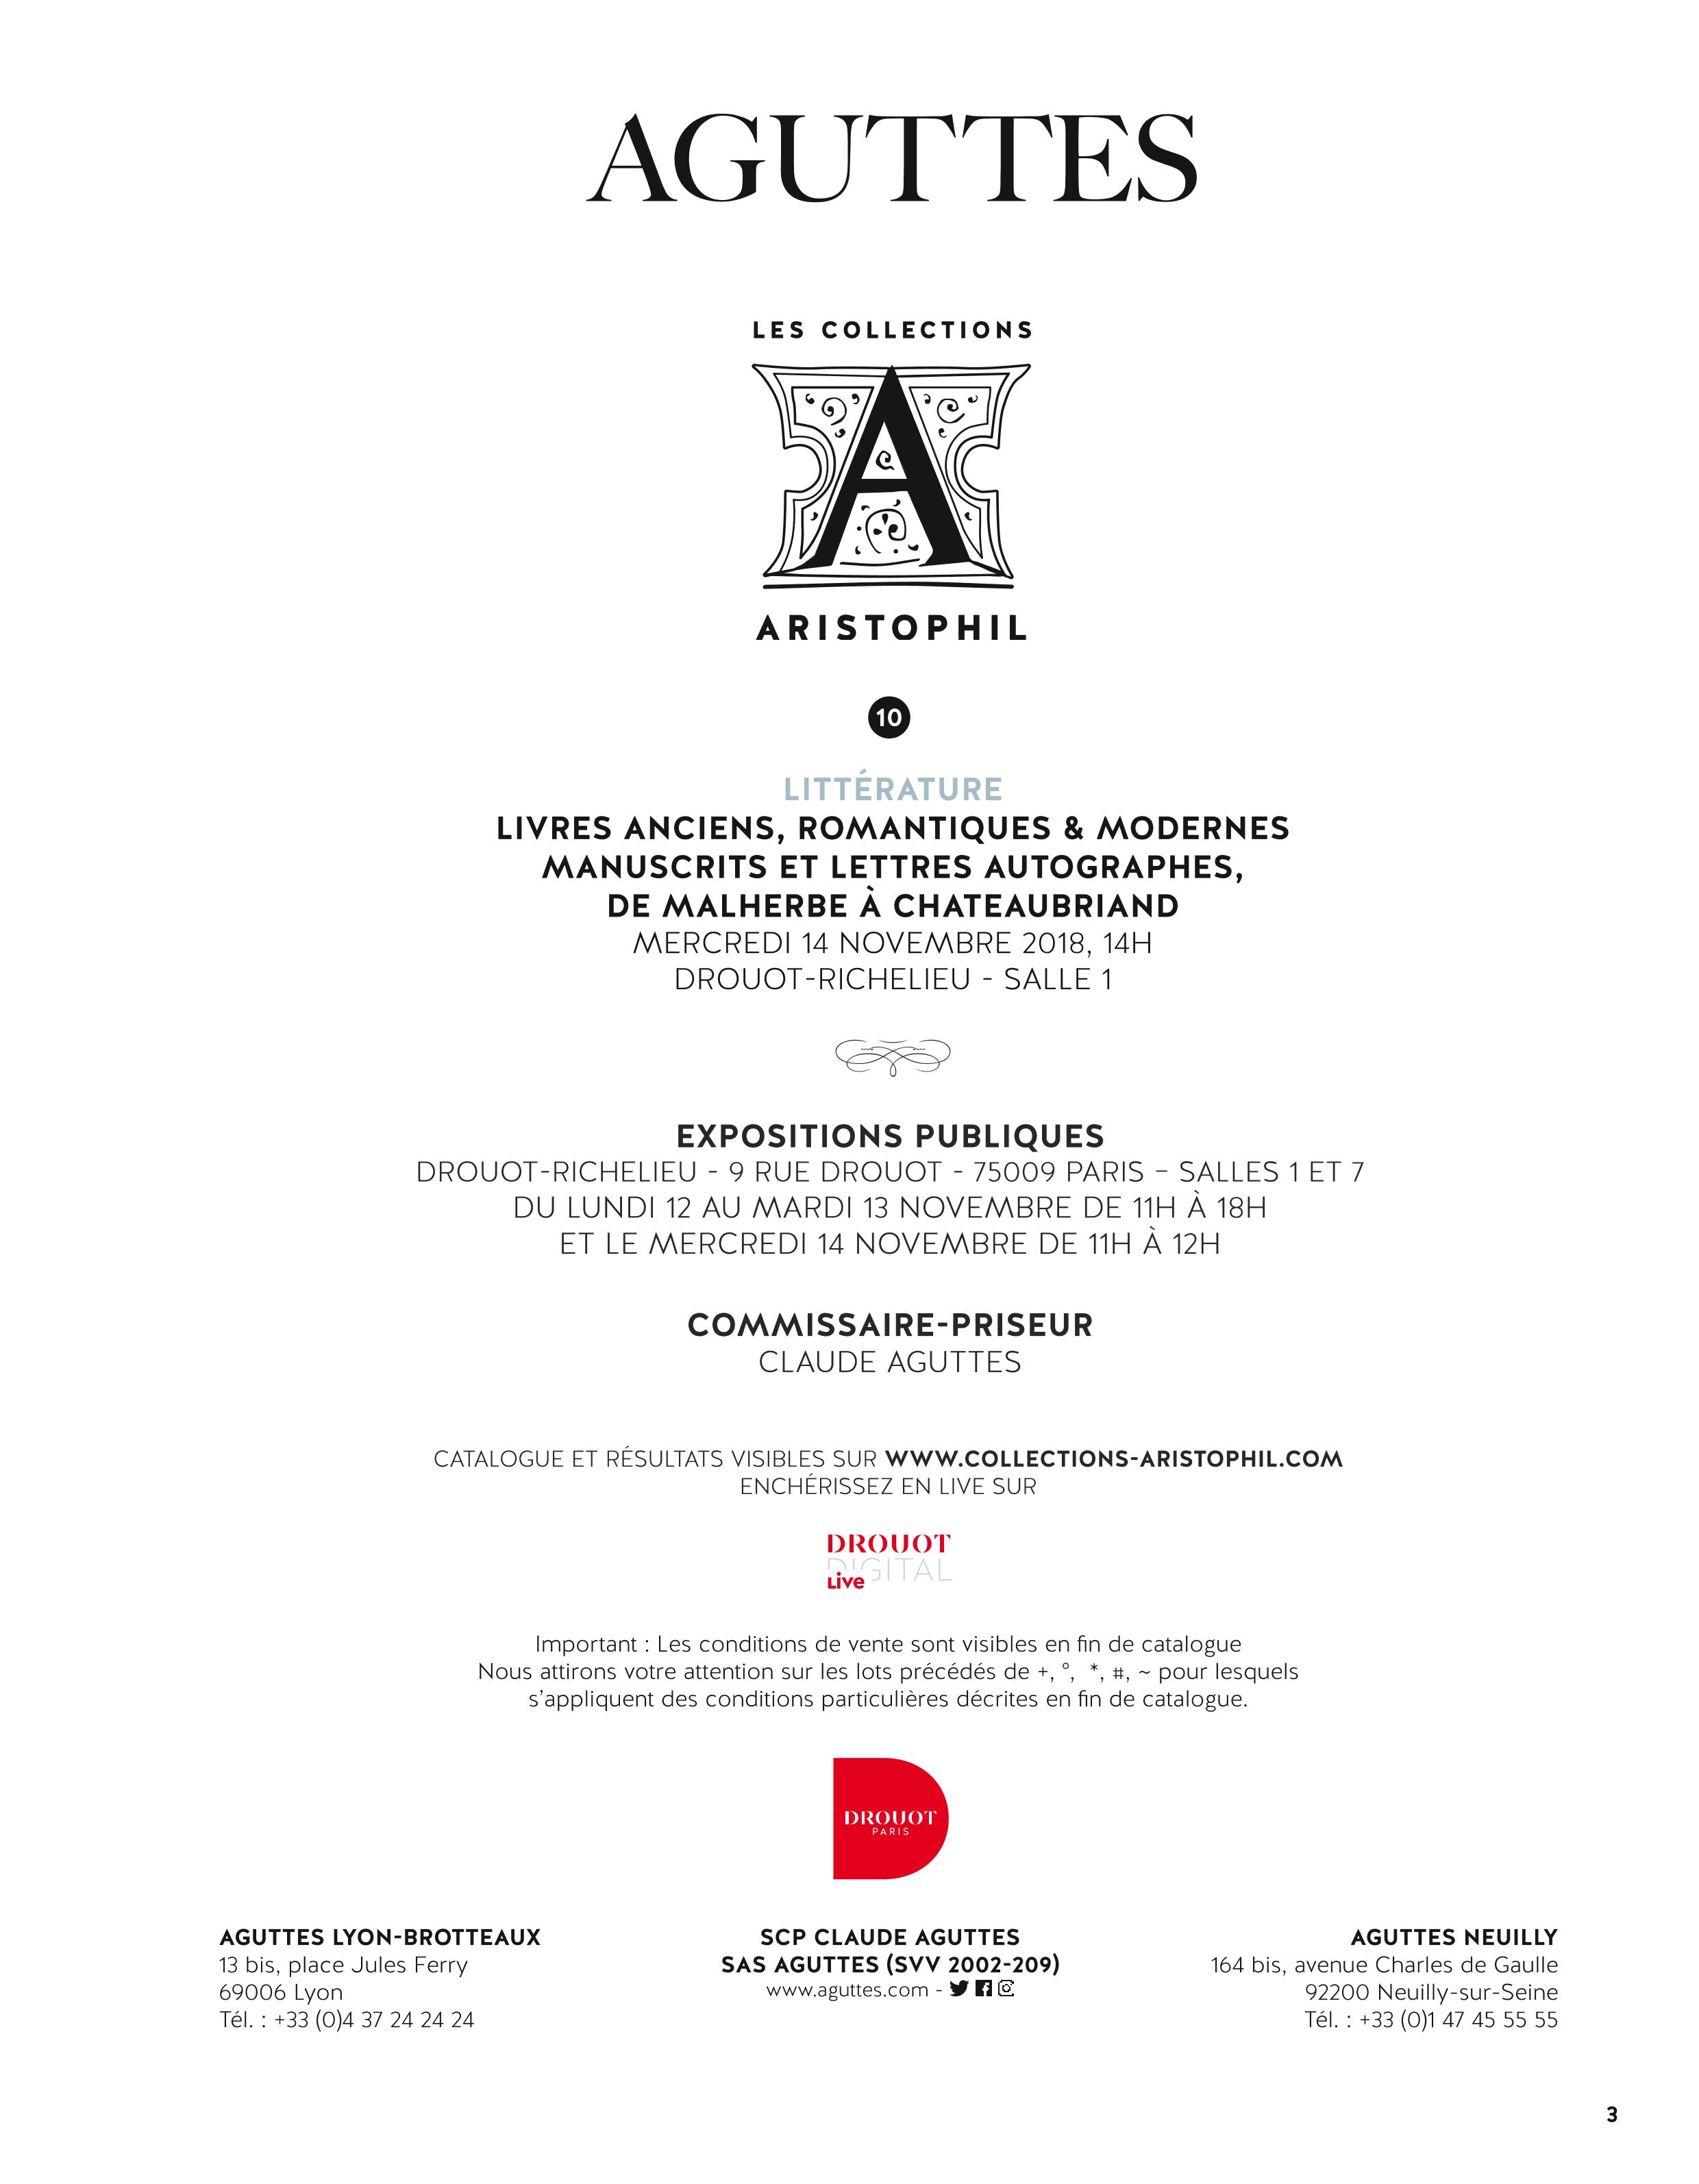 AGUTTES
LES COLLECTIONS
A
ARISTOPHIL
10
LITTÉRATURE
LIVRES ANCIENS, ROMANTIQUES & MODERNES
MANUSCRITS ET LETTRES AUTOGRAPHES,
DE MALHERBE À CHATEAUBRIAND
MERCREDI 14 NOVEMBRE 2018, 14H
DROUOT-RICHELIEU - SALLE 1
EXPOSITIONS PUBLIQUES
DROUOT-RICHELIEU - 9 RUE DROUOT - 75009 PARIS – SALLES 1 ET 7
DU LUNDI 12 AU MARDI 13 NOVEMBRE DE 11H À 18H
ET LE MERCREDI 14 NOVEMBRE DE 11H À 12H
COMMISSAIRE-PRISEUR
CLAUDE AGUTTES
CATALOGUE ET RÉSULTATS VISIBLES SUR WWW.COLLECTIONS-ARISTOPHIL.COM
ENCHÉRISSEZ EN LIVE SUR
DROUOT
DIGITAL
Live
Important : Les conditions de vente sont visibles en fin de catalogue
Nous attirons votre attention sur les lots précédés de +, °, *, #, ~ pour lesquels
s'appliquent des conditions particulières décrites en fin de catalogue.
DROUOT
PARIS
AGUTTES LYON-BROTTEAUX
13 bis, place Jules Ferry
69006 Lyon
Tél. : +33 (0)4 37 24 24 24
SCP CLAUDE AGUTTES
SAS AGUTTES (SVV 2002-209)
www.aguttes.com -
AGUTTES NEUILLY
164 bis, avenue Charles de Gaulle
92200 Neuilly-sur-Seine
Tél. : +33 (0)1 47 45 55 55
3